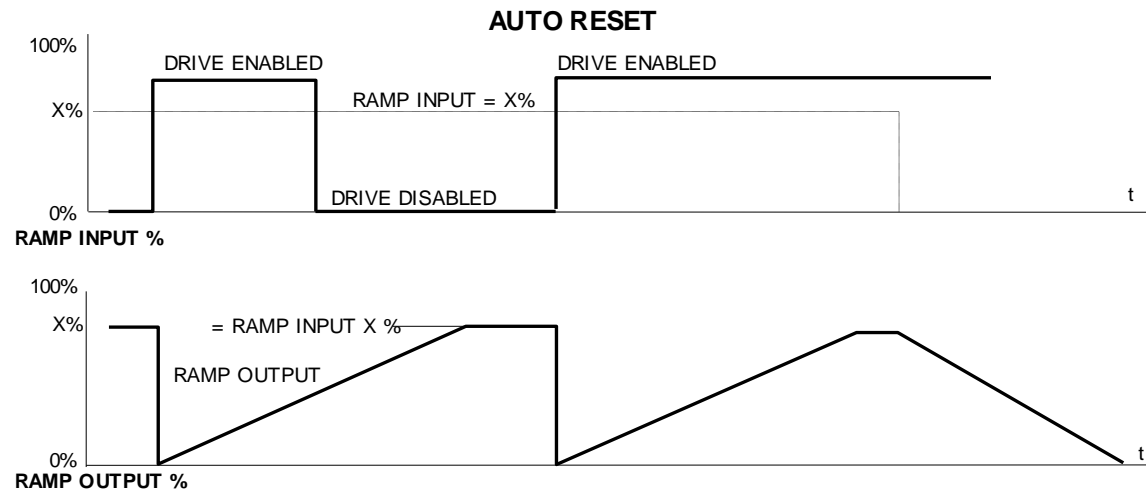 AUTO RESET
100%
DRIVE ENABLED
DRIVE ENABLED
X%
RAMP INPUT = X%
DRIVE DISABLED
t
0%
RAMP INPUT %
100%
X%
= RAMP INPUT X %
RAMP OUTPUT
0%
t
RAMP OUTPUT %